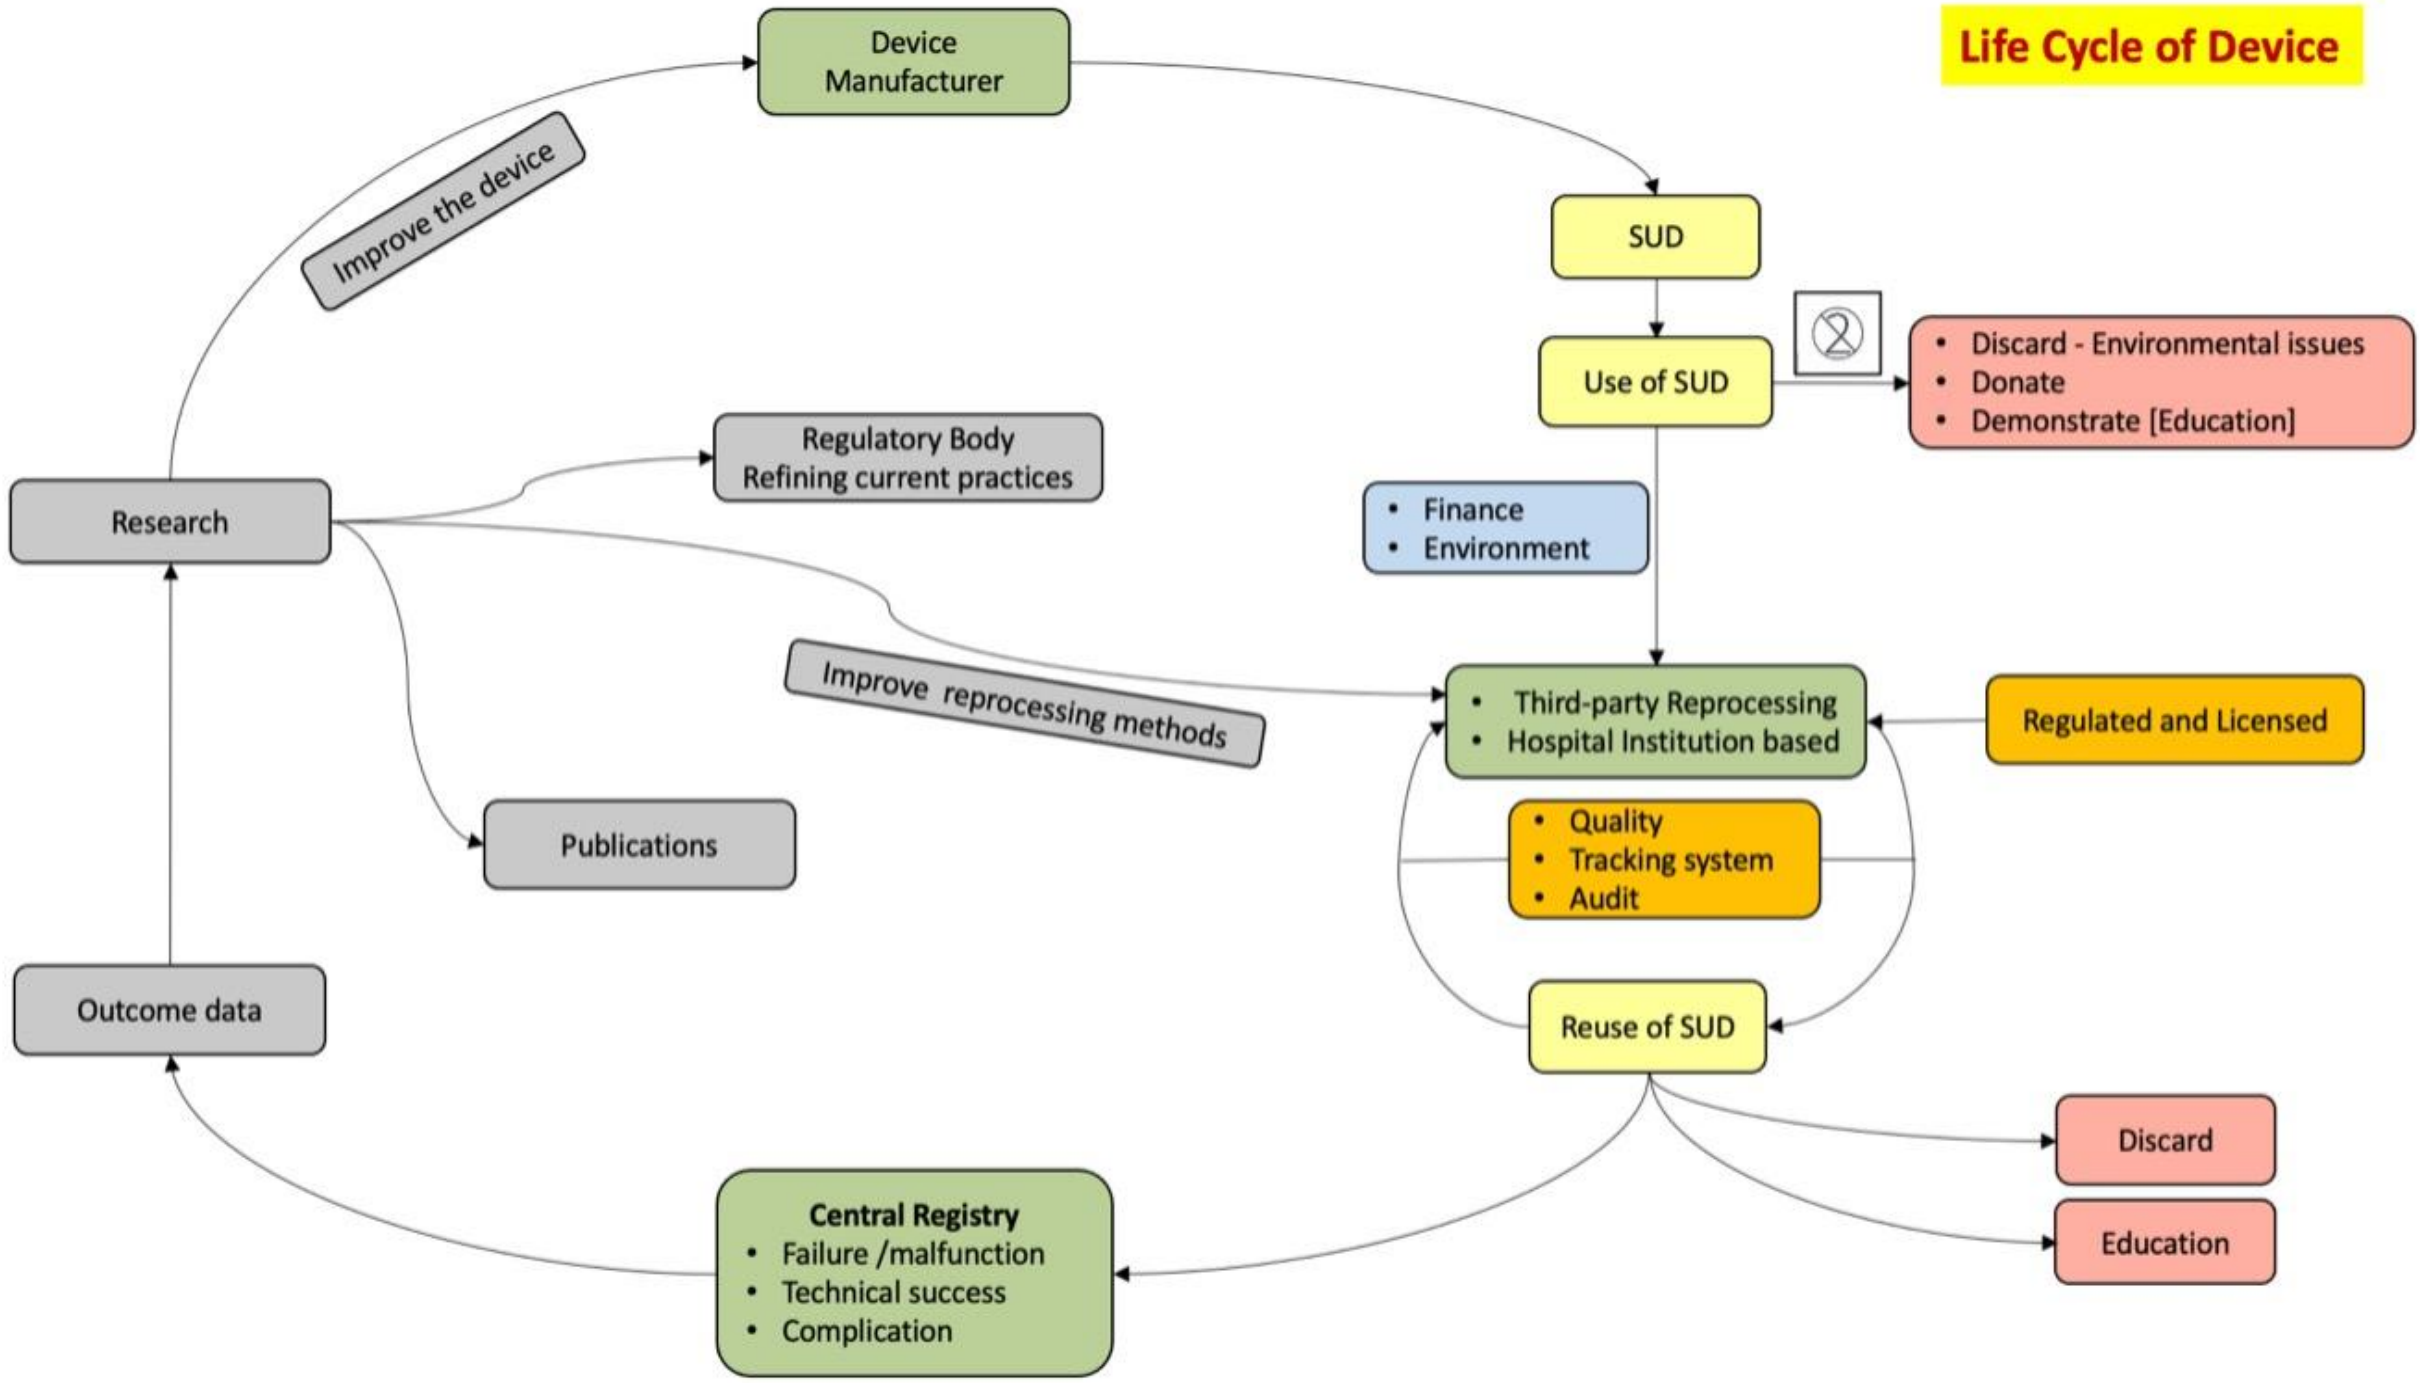 Life Cycle of Device
Device
Manufacturer
Improve the device
SUD
2
Use of SUD
• Discard - Environmental issues
• Donate
• Demonstrate [Education]
Regulatory Body
Refining current practices
Research
• Finance
• Environment
Improve reprocessing methods
• Third-party Reprocessing
• Hospital Institution based
Regulated and Licensed
Publications
• Quality
• Tracking system
• Audit
Outcome data
Reuse of SUD
Discard
Education
Central Registry
• Failure /malfunction
• Technical success
• Complication